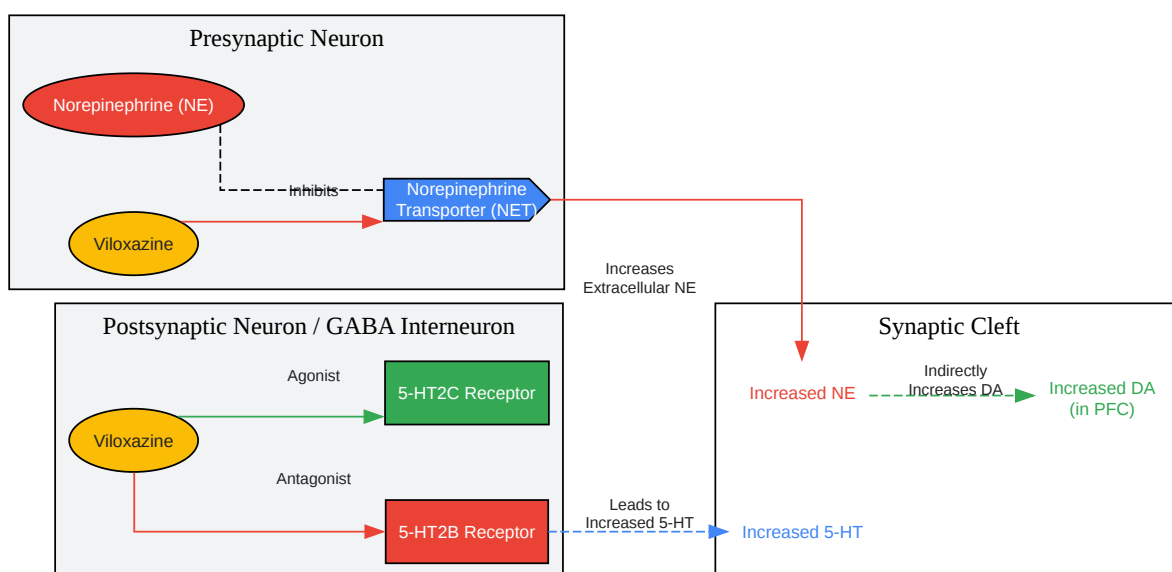 Presynaptic Neuron
Norepinephrine (NE)
Inhibits
Norepinephrine
Transporter (NET)
Viloxazine
Increases
Extracellular NE
Postsynaptic Neuron / GABA Interneuron
Agonist
5-HT2C Receptor
Viloxazine
Antagonist
5-HT2B Receptor
Leads to
Increased 5-HT
Synaptic Cleft
Increased NE
Indirectly
Increases DA
Increased DA
(in PFC)
Increased 5-HT